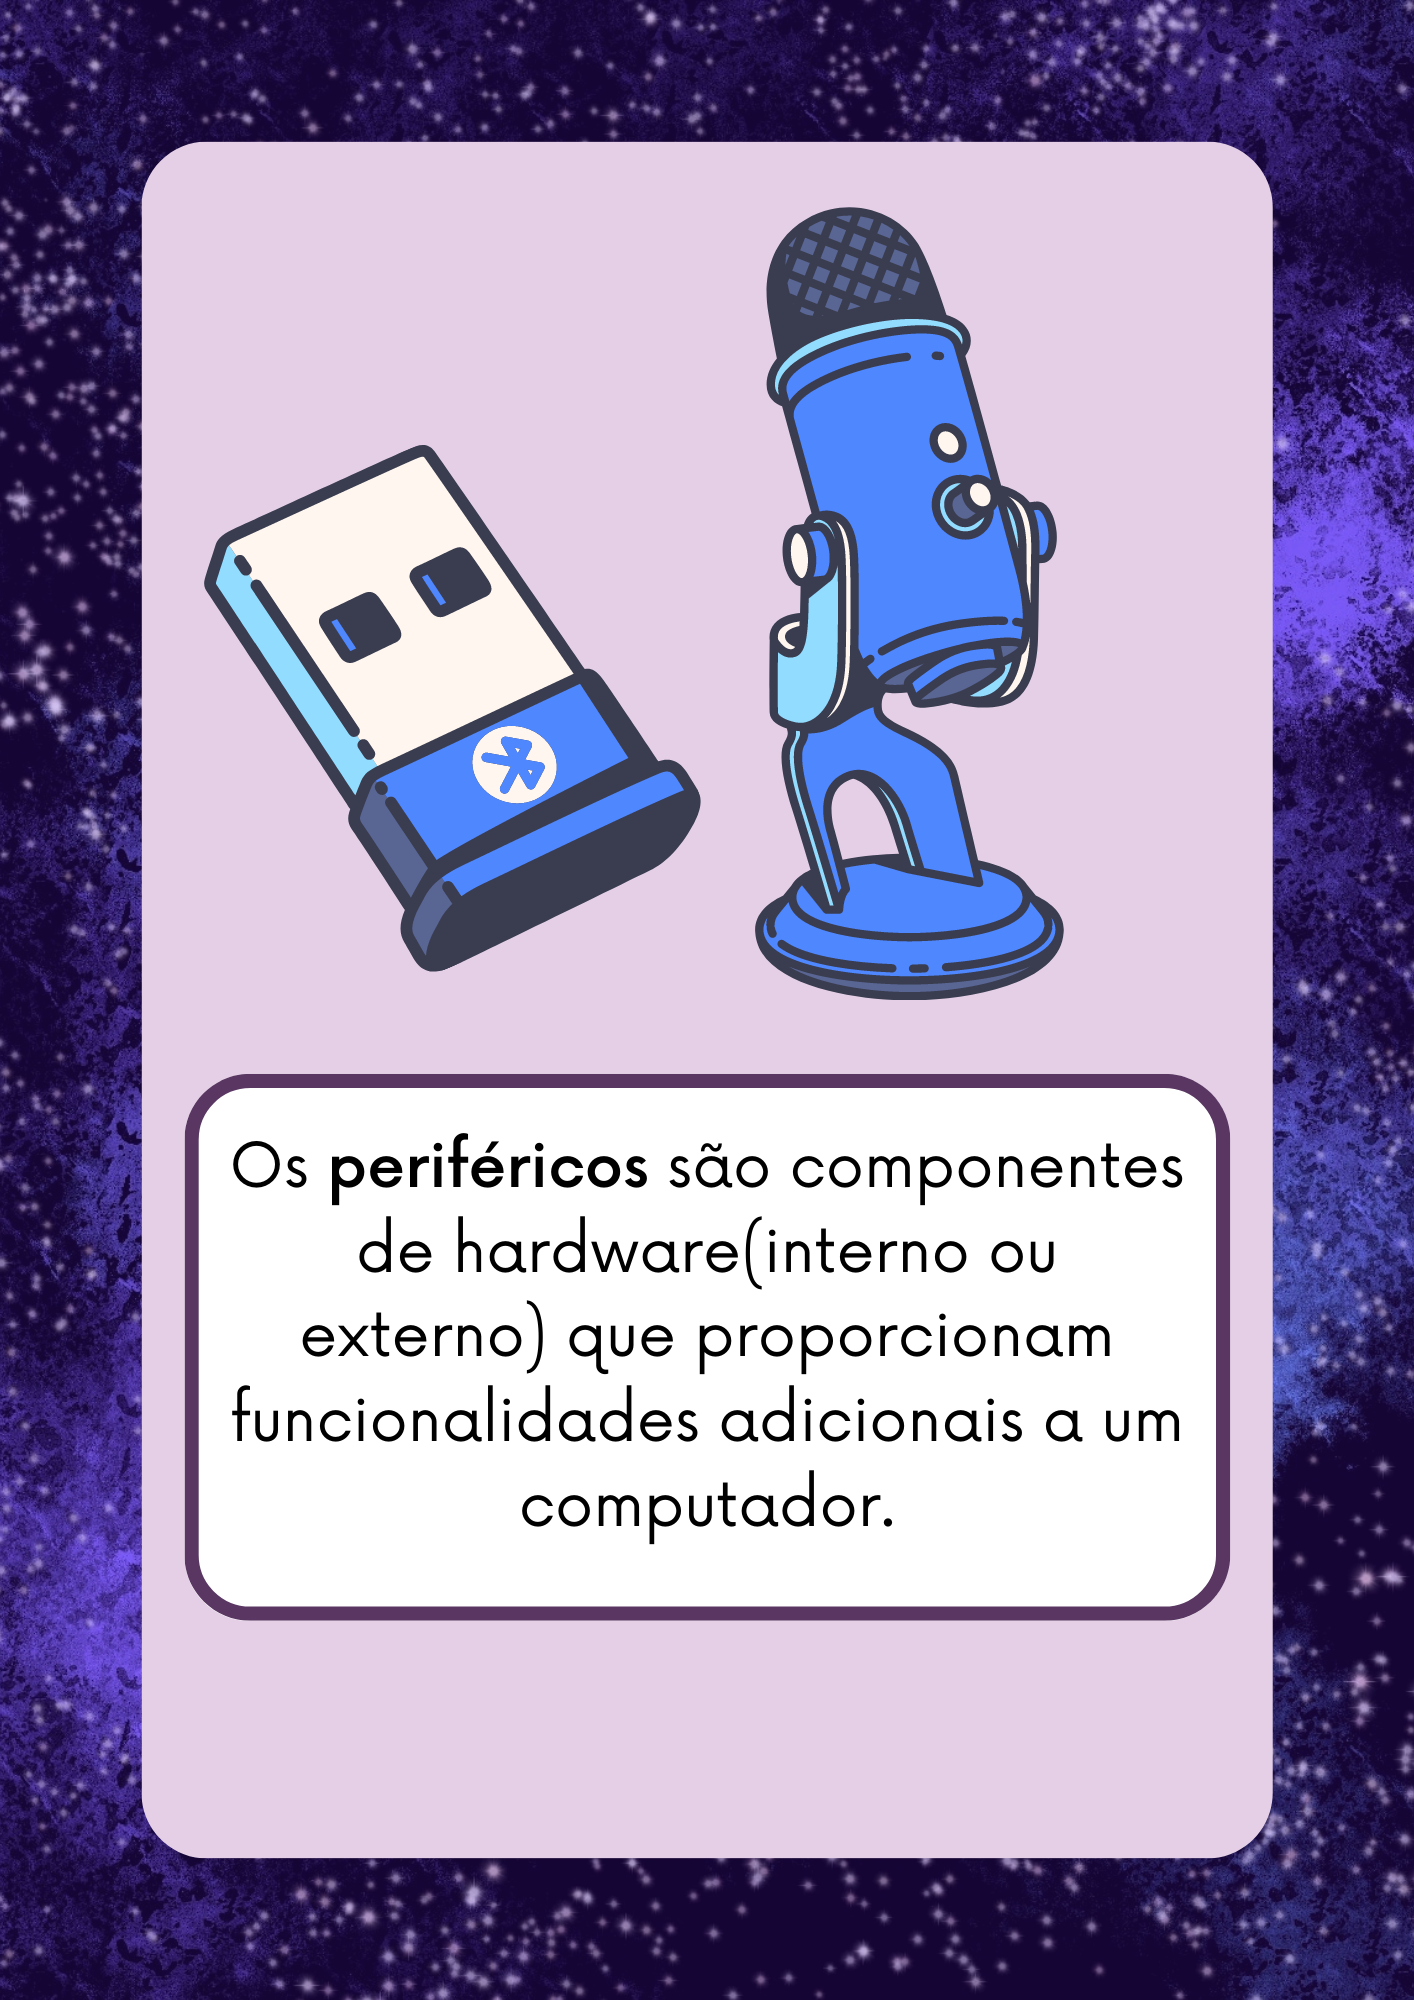 Os periféricos são componentes
de hardware(interno ou
externo) que proporcionam
funcionalidades adicionais a um
computador.